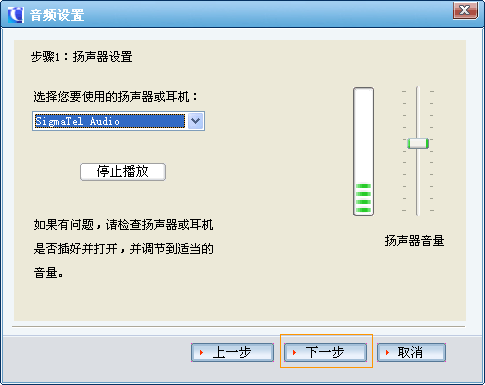 音频设置
步骤1：扬声器设置
选择您要使用的扬声器或耳机：
SigmaTel Audio
停止播放
如果有问题，请检查扬声器或耳机
是否插好并打开，并调节到适当的
音量。
扬声器音量
上一步
下一步
取消